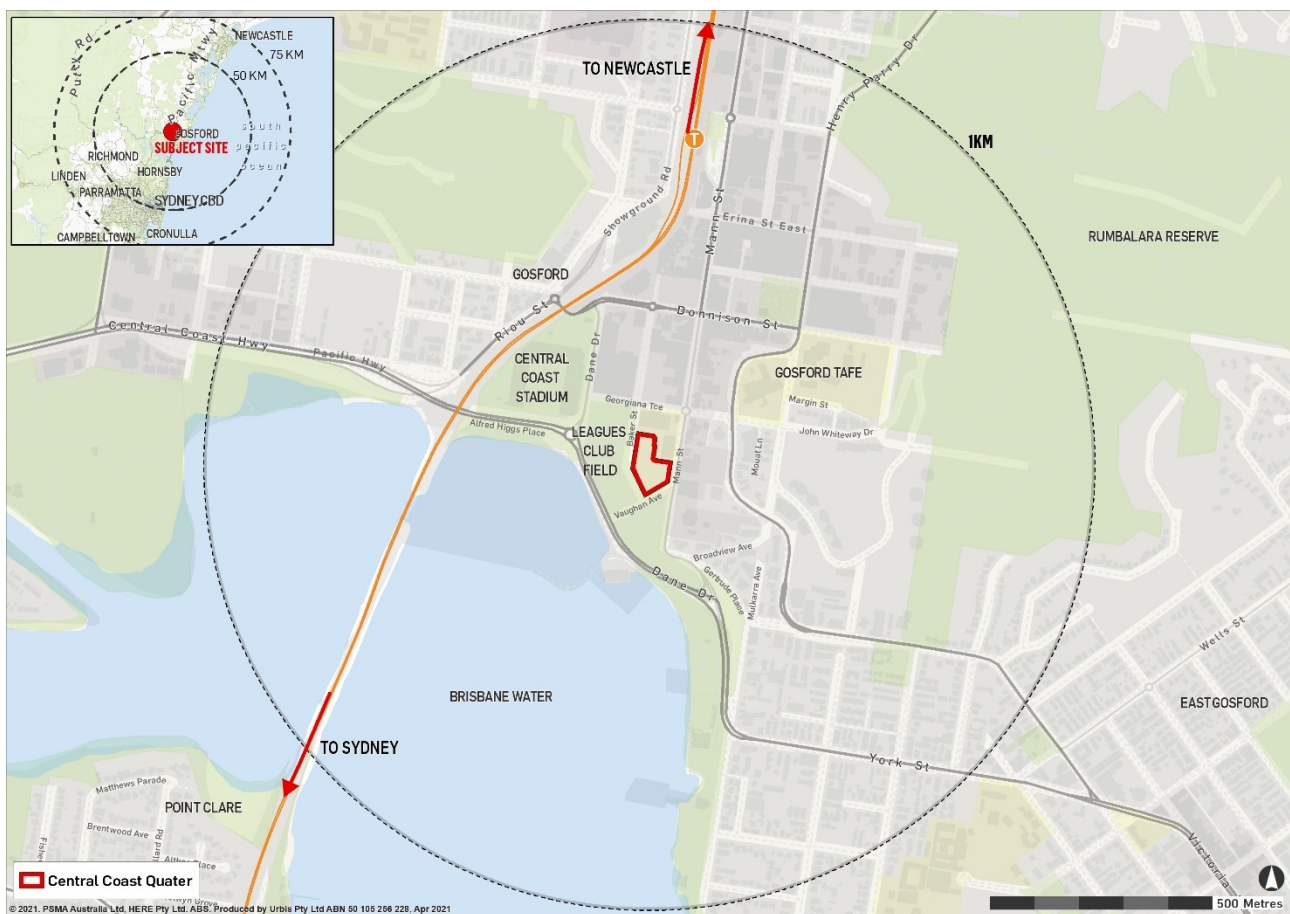 NEWCASTLE
75 KM
50 KM
Putty Rd
Pacific Mtwy
GOSFORD
SUBJECT SITE
south
pacific
ocean
RICHMOND
HORNSBY
LINDEN
PARRAMATTA
SYDNEY CBD
CAMPBELLTOWN
CRONULLA
TO NEWCASTLE
T
Henry Parry Dr
1KM
Showground Rd
Mann St
Erina St East
RUMBALARA RESERVE
GOSFORD
Riou St
Donnison St
Central Coast Hwy
Pacific Hwy
Dane Dr
CENTRAL
COAST
STADIUM
GOSFORD TAFE
Margin St
Georgiana Tce
John Whiteway Dr
Alfred Higgs Place
LEAGUES
CLUB
FIELD
Baker St
Mann St
Mouat Ln
Vaughan Ave
Broadview Ave
Dane Dr
Gertrude Place
Mulkarra Ave
Wells St
BRISBANE WATER
EAST GOSFORD
TO SYDNEY
York St
Matthews Parade
POINT CLARE
Brentwood Ave
Victoria
Central Coast Quater
500 Metres
© 2021. PSMA Australia Ltd, HERE Pty Ltd. ABS. Produced by Urbis Pty Ltd ABN 50 105 256 228, Apr 2021